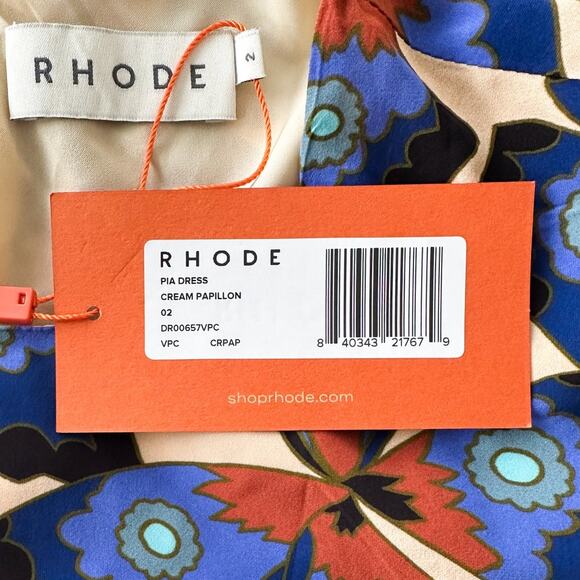 RHODE
2
RHODE
PIA DRESS
CREAM PAPILLON
02
DR00657VPC
VPC CRPAP
8 40343 21767 9
shoprhode.com